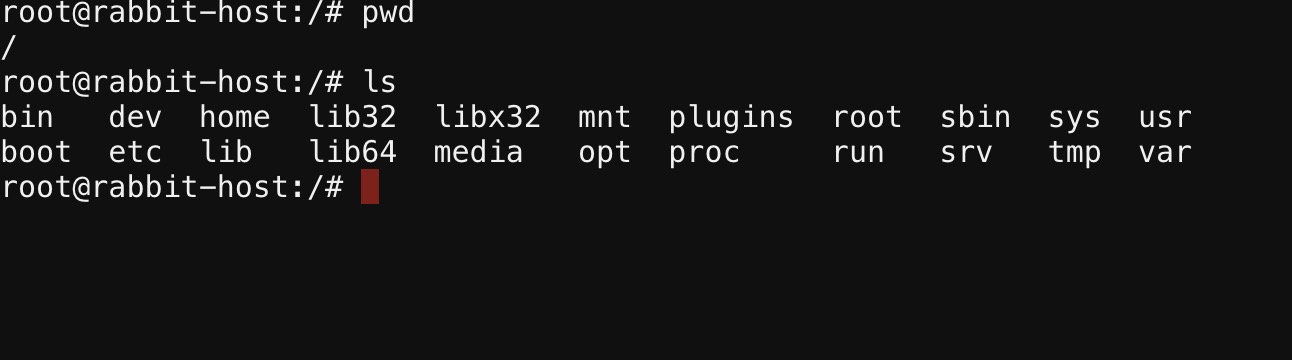 root@rabbit-host:/# pwd
/
root@rabbit-host:/# ls
bin   dev  home  lib32  libx32  mnt  plugins  root  sbin  sys  usr
boot  etc  lib   lib64  media   opt  proc     run   srv   tmp  var
root@rabbit-host:/#